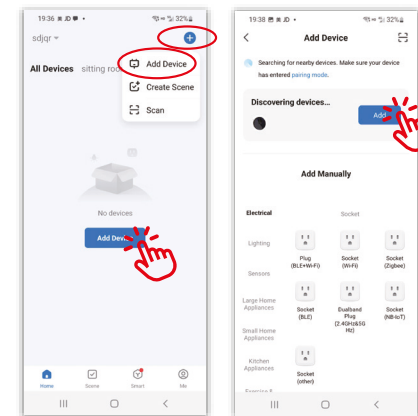 19:36 32%
sdjqr
All Devices sitting room
Add Device
Create Scene
Scan
No devices
Add Device
Home Scene Smart Me
19:38 32%
Add Device
Searching for nearby devices. Make sure your device
has entered pairing mode.
Discovering devices...
Add
Add Manually
Electrical
Lighting
Sensors
Large Home
Appliances
Small Home
Appliances
Kitchen
Appliances
Exercise &
Socket
Plug
(BLE+Wi-Fi)
Socket
(Wi-Fi)
Socket
(Zigbee)
Socket
(BLE)
Dualband
Plug
(2.4GHz&5G
Hz)
Socket
(NB-IoT)
Socket
(other)